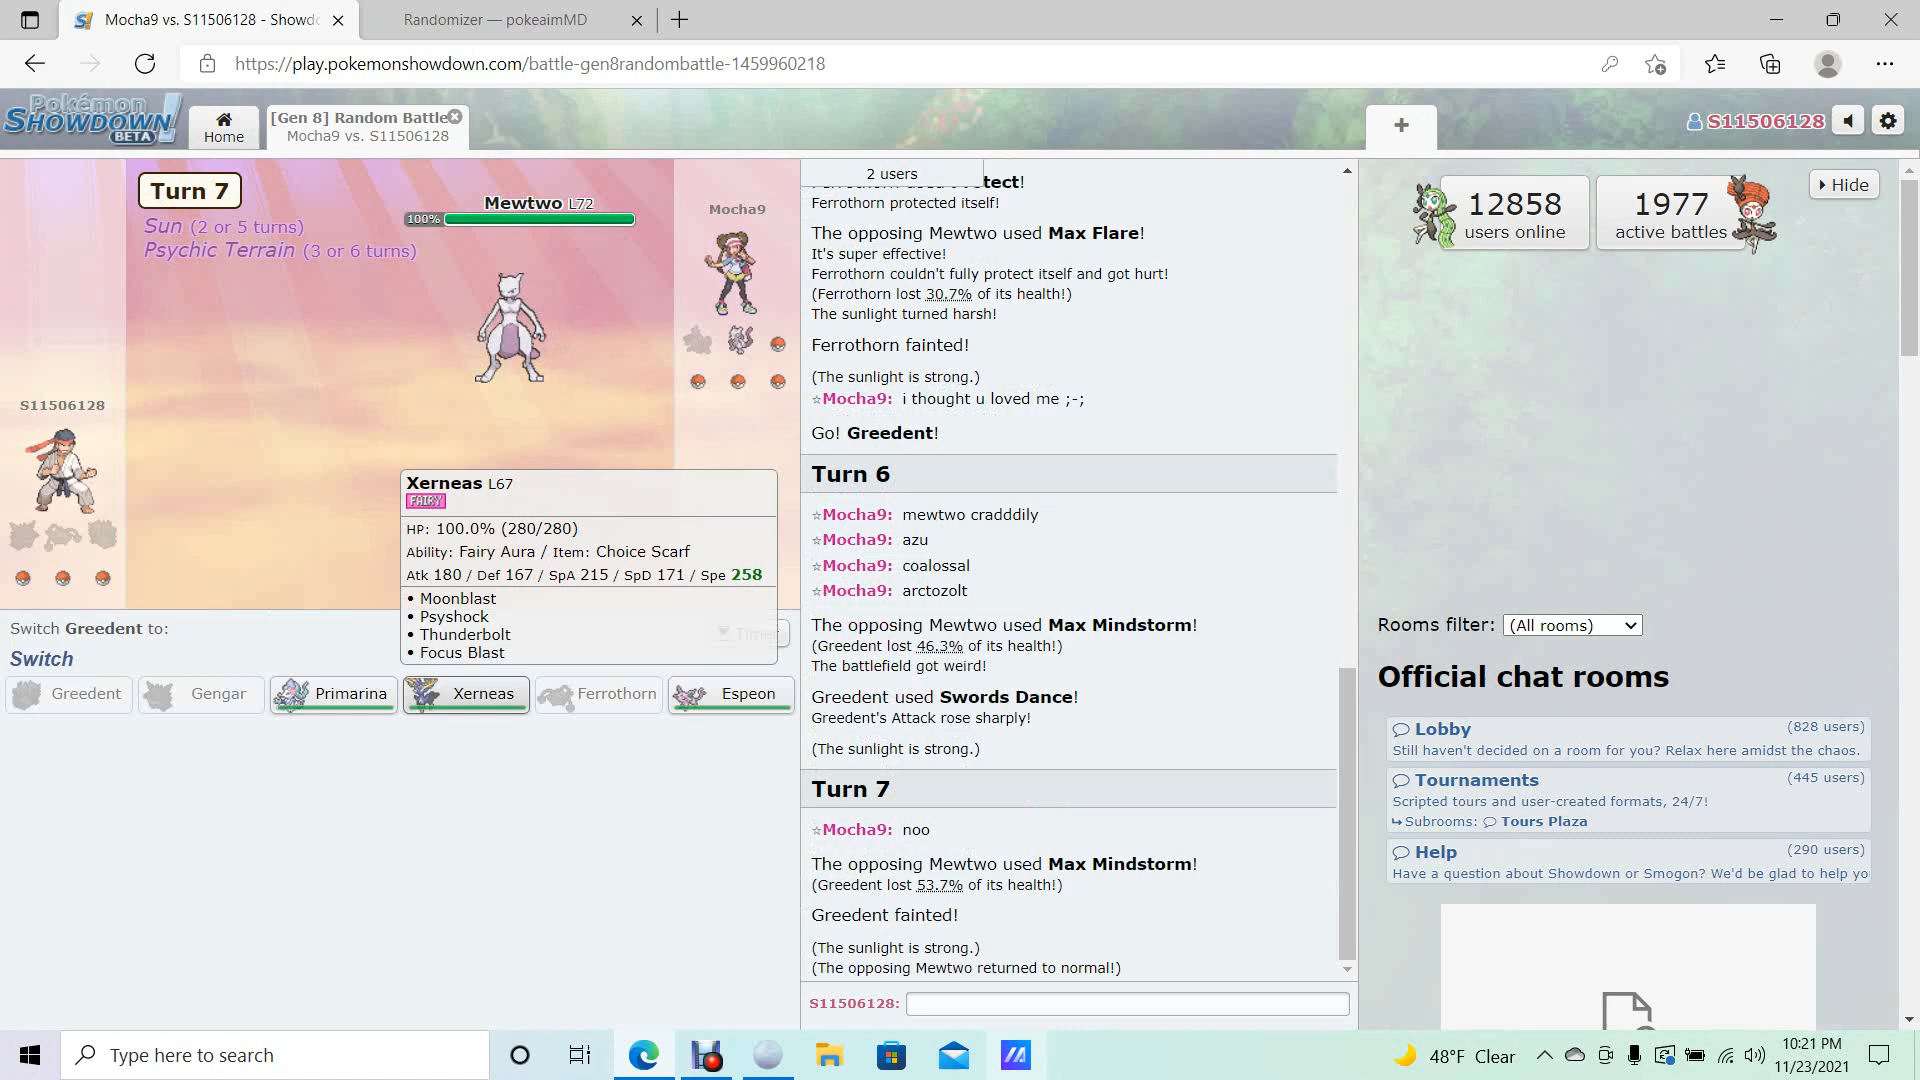 Mocha9 vs. S11506128 - Showdo
Randomizer — pokeaimMD
https://play.pokemonshowdown.com/battle-gen8randombattle-1459960218
Pokémon
SHOWDOWN!
BETA
Home
[Gen 8] Random Battle
Mocha9 vs. S11506128
S11506128
Turn 7
Sun (2 or 5 turns)
Psychic Terrain (3 or 6 turns)
Mewtwo L72
100%
Mocha9
S11506128
Xerneas L67
FAIRY
HP: 100.0% (280/280)
Ability: Fairy Aura / Item: Choice Scarf
Atk 180 / Def 167 / SpA 215 / SpD 171 / Spe 258
• Moonblast
• Psyshock
• Thunderbolt
• Focus Blast
Timer
Switch Greedent to:
Switch
Greedent
Gengar
Primarina
Xerneas
Ferrothorn
Espeon
2 users
Ferrothorn used Protect!
Ferrothorn protected itself!
The opposing Mewtwo used Max Flare!
It's super effective!
Ferrothorn couldn't fully protect itself and got hurt!
(Ferrothorn lost 30.7% of its health!)
The sunlight turned harsh!
Ferrothorn fainted!
(The sunlight is strong.)
☆Mocha9: i thought u loved me ;-;
Go! Greedent!
Turn 6
☆Mocha9: mewtwo cradddily
☆Mocha9: azu
☆Mocha9: coalossal
☆Mocha9: arctozolt
The opposing Mewtwo used Max Mindstorm!
(Greedent lost 46.3% of its health!)
The battlefield got weird!
Greedent used Swords Dance!
Greedent's Attack rose sharply!
(The sunlight is strong.)
Turn 7
☆Mocha9: noo
The opposing Mewtwo used Max Mindstorm!
(Greedent lost 53.7% of its health!)
Greedent fainted!
(The sunlight is strong.)
(The opposing Mewtwo returned to normal!)
S11506128:
12858
users online
1977
active battles
Hide
Rooms filter: (All rooms)
Official chat rooms
Lobby (828 users)
Still haven't decided on a room for you? Relax here amidst the chaos.
Tournaments (445 users)
Scripted tours and user-created formats, 24/7!
↪Subrooms: Tours Plaza
Help (290 users)
Have a question about Showdown or Smogon? We'd be glad to help yo
Type here to search
48°F Clear
10:21 PM
11/23/2021